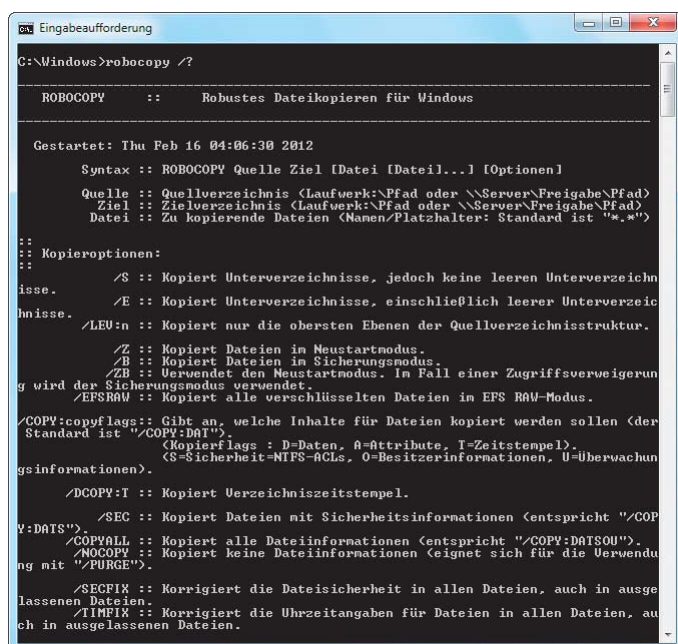 Eingabeaufforderung
C:\Windows>robocopy /?
-------------------------------------------------------------------------------
ROBOCOPY :: Robustes Dateikopieren für Windows
-------------------------------------------------------------------------------
Gestartet: Thu Feb 16 04:06:30 2012
Syntax :: ROBOCOPY Quelle Ziel [Datei [Datei]...] [Optionen]
Quelle :: Quellverzeichnis (Laufwerk:\Pfad oder \\Server\Freigabe\Pfad)
Ziel :: Zielverzeichnis (Laufwerk:\Pfad oder \\Server\Freigabe\Pfad)
Datei :: Zu kopierende Dateien (Namen/Platzhalter: Standard ist "*.*")
::
:: Kopieroptionen:
::
/S :: Kopiert Unterverzeichnisse, jedoch keine leeren Unterverzeichn
isse.
/E :: Kopiert Unterverzeichnisse, einschließlich leerer Unterverzeic
hnisse.
/LEV:n :: Kopiert nur die obersten Ebenen der Quellverzeichnisstruktur.
/Z :: Kopiert Dateien im Neustartmodus.
/B :: Kopiert Dateien im Sicherungsmodus.
/ZB :: Verwendet den Neustartmodus. Im Fall einer Zugriffsverweigerun
g wird der Sicherungsmodus verwendet.
/EFSRAW :: Kopiert alle verschlüsselten Dateien im EFS RAW-Modus.
/COPY:copyflags:: Gibt an, welche Inhalte für Dateien kopiert werden sollen (der
Standard ist "/COPY:DAT").
(Kopierflags : D=Daten, A=Attribute, T=Zeitstempel).
(S=Sicherheit=NTFS-ACLs, O=Besitzerinformationen, U=Überwachun
gsinformationen).
/DCOPY:T :: Kopiert Verzeichniszeitstempel.
/SEC :: Kopiert Dateien mit Sicherheitsinformationen (entspricht "/COP
Y:DATS").
/COPYALL :: Kopiert alle Dateiinformationen (entspricht "/COPY:DATSOU").
/NOCOPY :: Kopiert keine Dateiinformationen (eignet sich für die Verwendu
ng mit "/PURGE").
/SECFIX :: Korrigiert die Dateisicherheit in allen Dateien, auch in ausge
lassenen Dateien.
/TIMFIX :: Korrigiert die Uhrzeitangaben für Dateien in allen Dateien, au
ch in ausgelassenen Dateien.